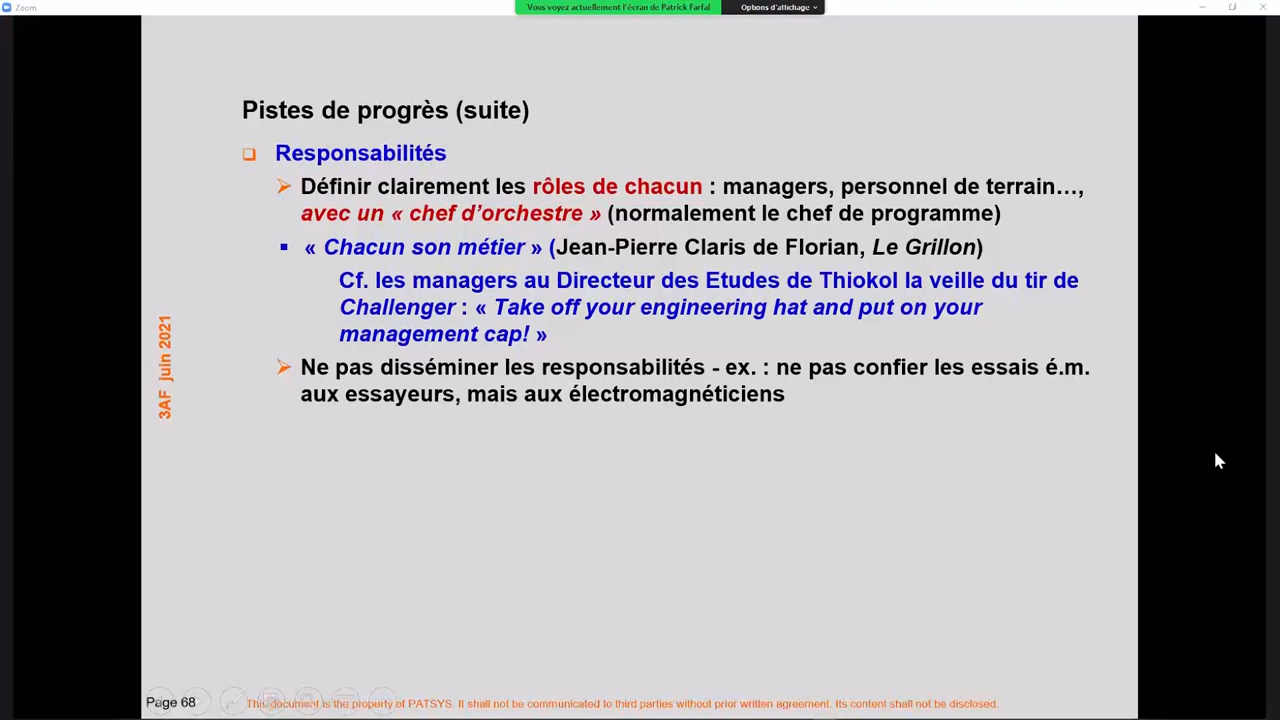 Zoom
Vous voyez actuellement l'écran de Patrick Farfal
Options d'affichage
Pistes de progrès (suite)
Responsabilités
Définir clairement les rôles de chacun : managers, personnel de terrain…,
avec un « chef d'orchestre » (normalement le chef de programme)
« Chacun son métier » (Jean-Pierre Claris de Florian, Le Grillon)
Cf. les managers au Directeur des Etudes de Thiokol la veille du tir de
Challenger : « Take off your engineering hat and put on your
management cap! »
Ne pas disséminer les responsabilités - ex. : ne pas confier les essais é.m.
aux essayeurs, mais aux électromagnéticiens
3AF juin 2021
Page 68
This document is the property of PATSYS. It shall not be communicated to third parties without prior written agreement. Its content shall not be disclosed.